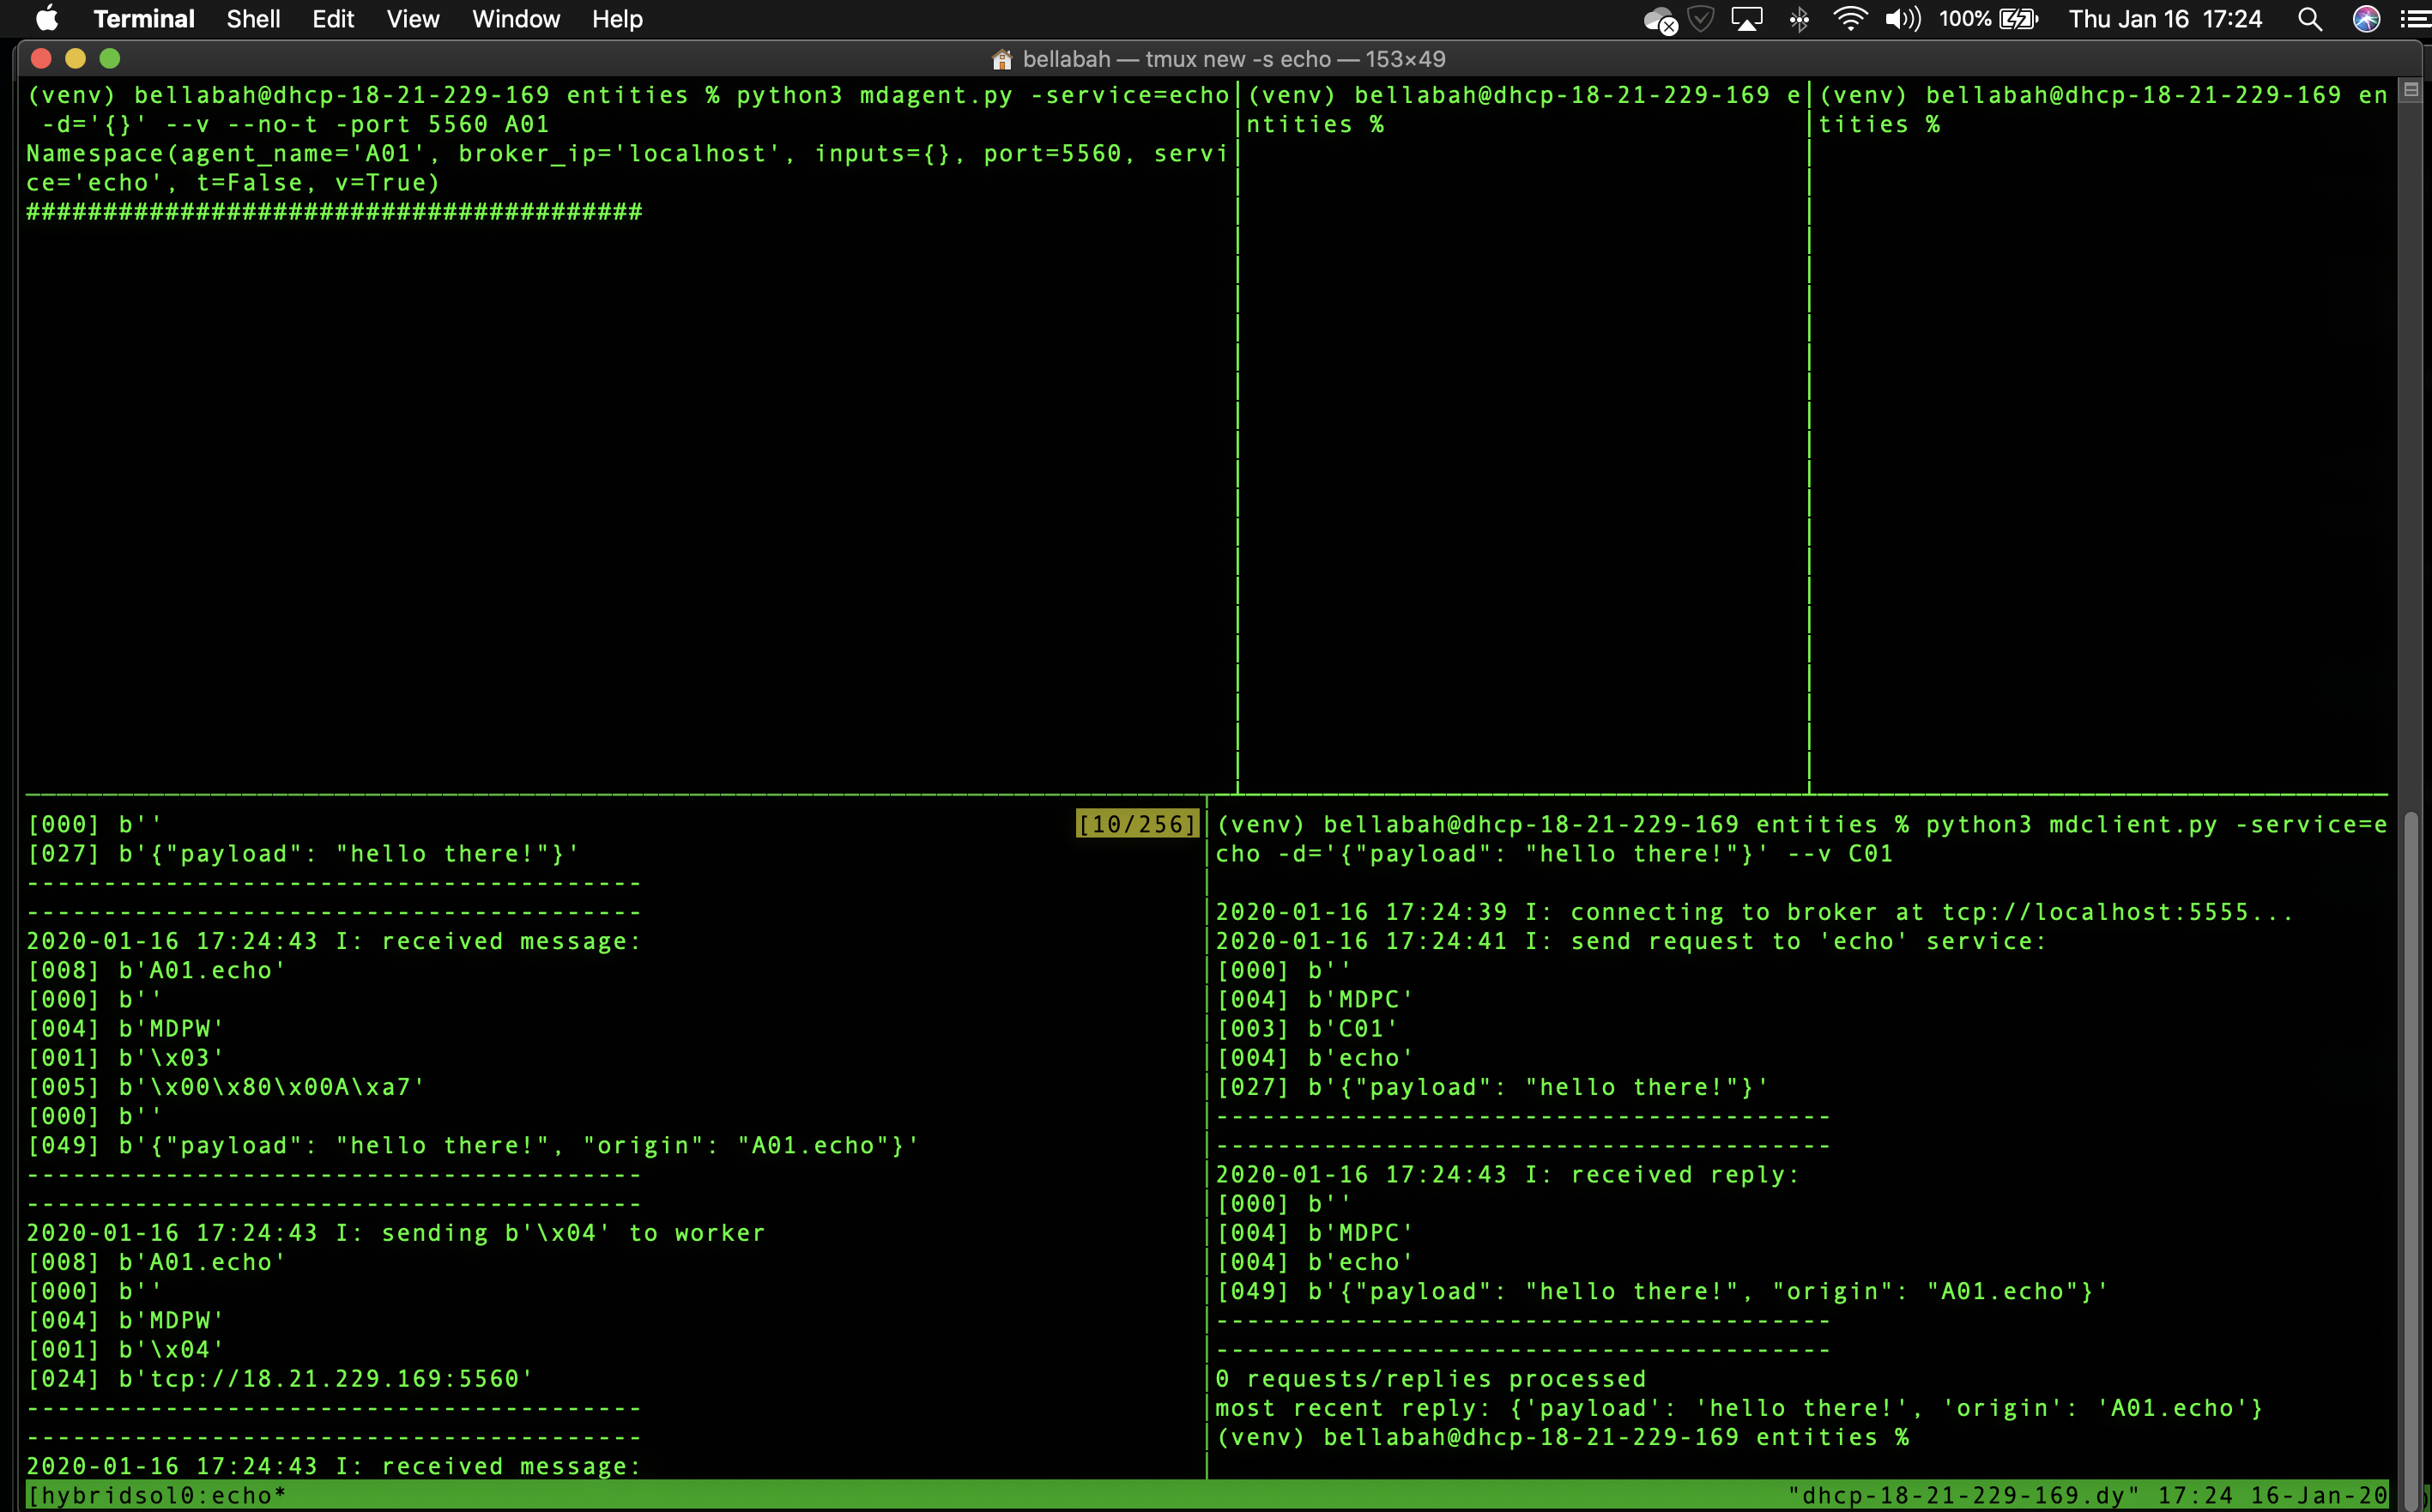 Terminal Shell Edit View Window Help 100% Thu Jan 16 17:24
bellabah — tmux new -s echo — 153×49
(venv) bellabah@dhcp-18-21-229-169 entities % python3 mdagent.py -service=echo
-d='{}' --v --no-t -port 5560 A01
Namespace(agent_name='A01', broker_ip='localhost', inputs={}, port=5560, servi
ce='echo', t=False, v=True)
########################################
(venv) bellabah@dhcp-18-21-229-169 e
ntities %
(venv) bellabah@dhcp-18-21-229-169 en
tities %
[000] b''
[10/256]
[027] b'{"payload": "hello there!"}'
----------------------------------------
----------------------------------------
2020-01-16 17:24:43 I: received message:
[008] b'A01.echo'
[000] b''
[004] b'MDPW'
[001] b'\x03'
[005] b'\x00\x80\x00A\xa7'
[000] b''
[049] b'{"payload": "hello there!", "origin": "A01.echo"}'
----------------------------------------
----------------------------------------
2020-01-16 17:24:43 I: sending b'\x04' to worker
[008] b'A01.echo'
[000] b''
[004] b'MDPW'
[001] b'\x04'
[024] b'tcp://18.21.229.169:5560'
----------------------------------------
----------------------------------------
2020-01-16 17:24:43 I: received message:
(venv) bellabah@dhcp-18-21-229-169 entities % python3 mdclient.py -service=e
cho -d='{"payload": "hello there!"}' --v C01
2020-01-16 17:24:39 I: connecting to broker at tcp://localhost:5555...
2020-01-16 17:24:41 I: send request to 'echo' service:
[000] b''
[004] b'MDPC'
[003] b'C01'
[004] b'echo'
[027] b'{"payload": "hello there!"}'
----------------------------------------
----------------------------------------
2020-01-16 17:24:43 I: received reply:
[000] b''
[004] b'MDPC'
[004] b'echo'
[049] b'{"payload": "hello there!", "origin": "A01.echo"}'
----------------------------------------
----------------------------------------
0 requests/replies processed
most recent reply: {'payload': 'hello there!', 'origin': 'A01.echo'}
(venv) bellabah@dhcp-18-21-229-169 entities %
[hybridsol0:echo* "dhcp-18-21-229-169.dy" 17:24 16-Jan-20